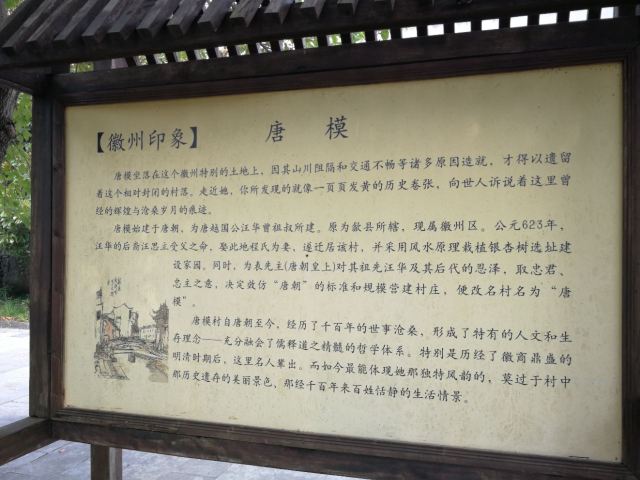 【徽州印象】 唐 模
唐模坐落在这个徽州特别的土地上，因其山川阻隔和交通不畅等诸多原因造就，才得以遗留
着这个相对封闭的村落。走近她，你所发现的就像一页页发黄的历史卷张，向世人诉说着这里曾
经的辉煌与沧桑岁月的痕迹。
唐模始建于唐朝，为唐越国公汪华曾祖叔所建。原为歙县所辖，现属徽州区。公元623年，
汪华的后裔汪思立受父之命，娶此地程氏为妻，遂迁居该村，并采用风水原理栽植银杏树选址建
设家园。同时，为表先主(唐朝皇上)对其祖先汪华及其后代的恩泽，取忠君、
忠主之意，决定效仿“唐朝”的标准和规模营建村庄，便改名村名为“唐
模”。
唐模村自唐朝至今，经历了千百年的世事沧桑，形成了特有的人文和生
存理念——充分融会了儒释道之精髓的哲学体系。特别是历经了徽商鼎盛的
明清时期后，这里名人辈出。而如今最能体现她那独特风韵的，莫过于村中
那历史遗存的美丽景色，那经千百年来百姓恬静的生活情景。